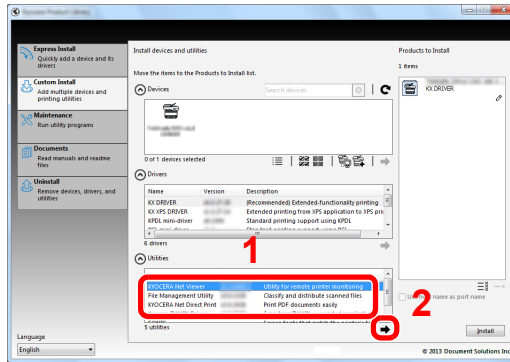 Express Install
Quickly add a device and its
drivers
Custom Install
Add multiple devices and
printing utilities
Maintenance
Run utility programs
Documents
Read manuals and readme
files
Uninstall
Remove devices, drivers, and
utilities
Language
English
Install devices and utilities
Move the items to the Products to Install list.
Devices
Search devices
0 of 1 devices selected
Drivers
Name Version Description
KX DRIVER (Recommended) Extended-functionality printing
KX XPS DRIVER Extended printing from XPS application to XPS prin
KPDL mini-driver Standard printing support using KPDL
6 drivers
1
Utilities
KYOCERA Net Viewer Utility for remote printer monitoring
File Management Utility Classify and distribute scanned files
KYOCERA Net Direct Print Print PDF documents easily
5 utilities
2
Products to Install
1 items
KX DRIVER
name as port name
Install
© 2013 Document Solutions Inc